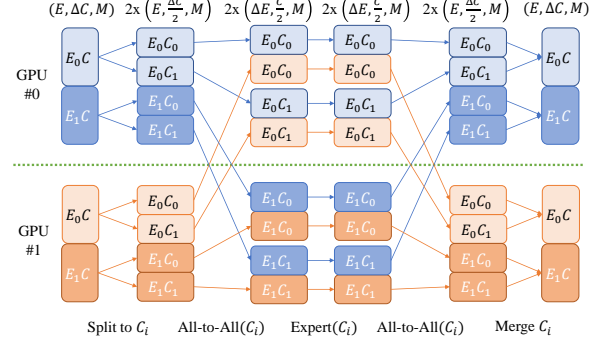 (E, ΔC, M) 2x (E, ΔC/2, M) 2x (ΔE, C/2, M) 2x (ΔE, C/2, M) 2x (E, ΔC/2, M) (E, ΔC, M)
GPU #0
E₀C E₀C₀ E₀C₀ E₀C₀ E₀C₀ E₀C
E₀C₁ E₀C₀ E₀C₀ E₀C₁
E₁C E₁C₀ E₀C₁ E₀C₁ E₁C₀ E₁C
E₁C₁ E₀C₁ E₀C₁ E₁C₁
GPU #1
E₀C E₀C₀ E₁C₀ E₁C₀ E₀C₀ E₀C
E₀C₁ E₁C₀ E₁C₀ E₀C₁
E₁C E₁C₀ E₁C₁ E₁C₁ E₁C₀ E₁C
E₁C₁ E₁C₁ E₁C₁ E₁C₁
Split to Cᵢ All-to-All(Cᵢ) Expert(Cᵢ) All-to-All(Cᵢ) Merge Cᵢ